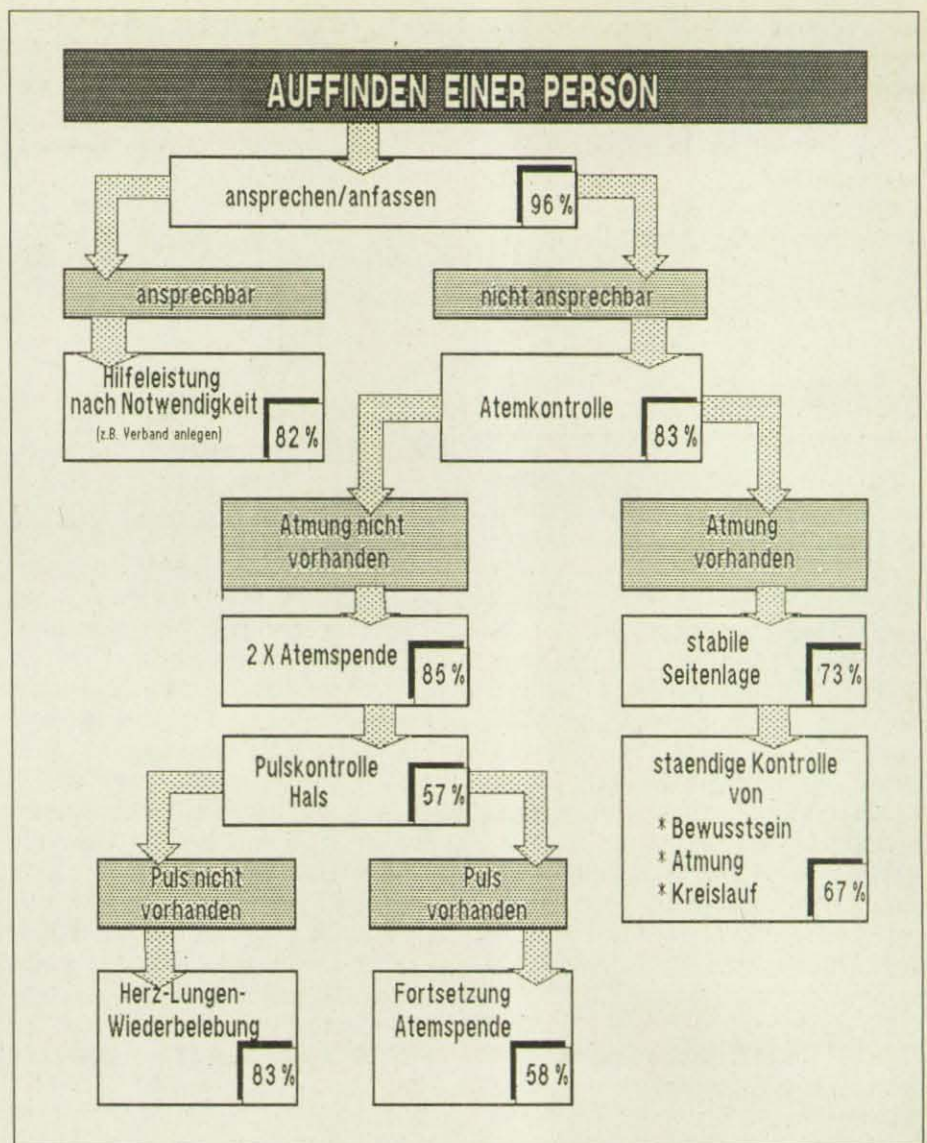 AUFFINDEN EINER PERSON
ansprechen/anfassen
96 %
ansprechbar
nicht ansprechbar
Hilfeleistung
nach Notwendigkeit
(z.B. Verband anlegen)
82 %
Atemkontrolle
83 %
Atmung nicht
vorhanden
Atmung
vorhanden
2 X Atemspende
85 %
stabile
Seitenlage
73 %
Pulskontrolle
Hals
57 %
staendige Kontrolle
von
* Bewusstsein
* Atmung
* Kreislauf
67 %
Puls nicht
vorhanden
Puls
vorhanden
Herz-Lungen-
Wiederbelebung
83 %
Fortsetzung
Atemspende
58 %